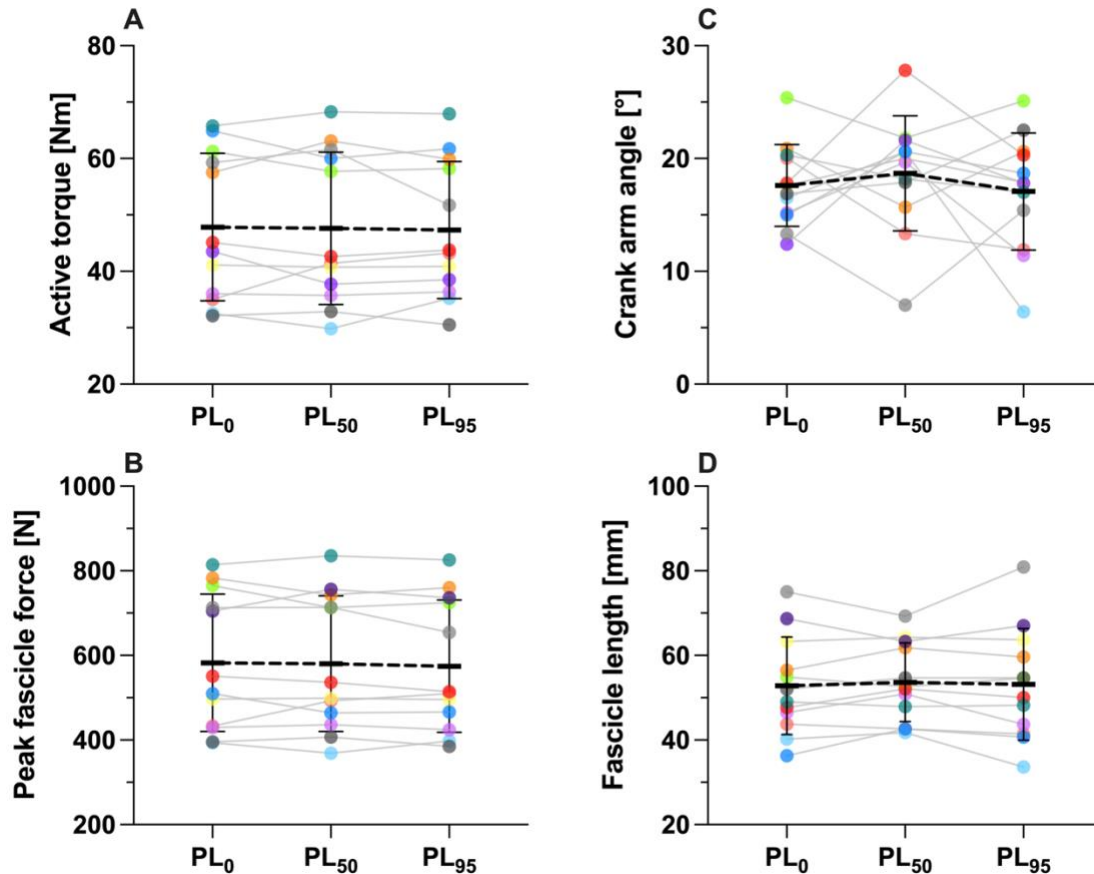 A
Active torque [Nm]
80
60
40
20
PL₀ PL₅₀ PL₉₅
B
Peak fascicle force [N]
1000
800
600
400
200
PL₀ PL₅₀ PL₉₅
C
Crank arm angle [°]
30
20
10
0
PL₀ PL₅₀ PL₉₅
D
Fascicle length [mm]
100
80
60
40
20
PL₀ PL₅₀ PL₉₅